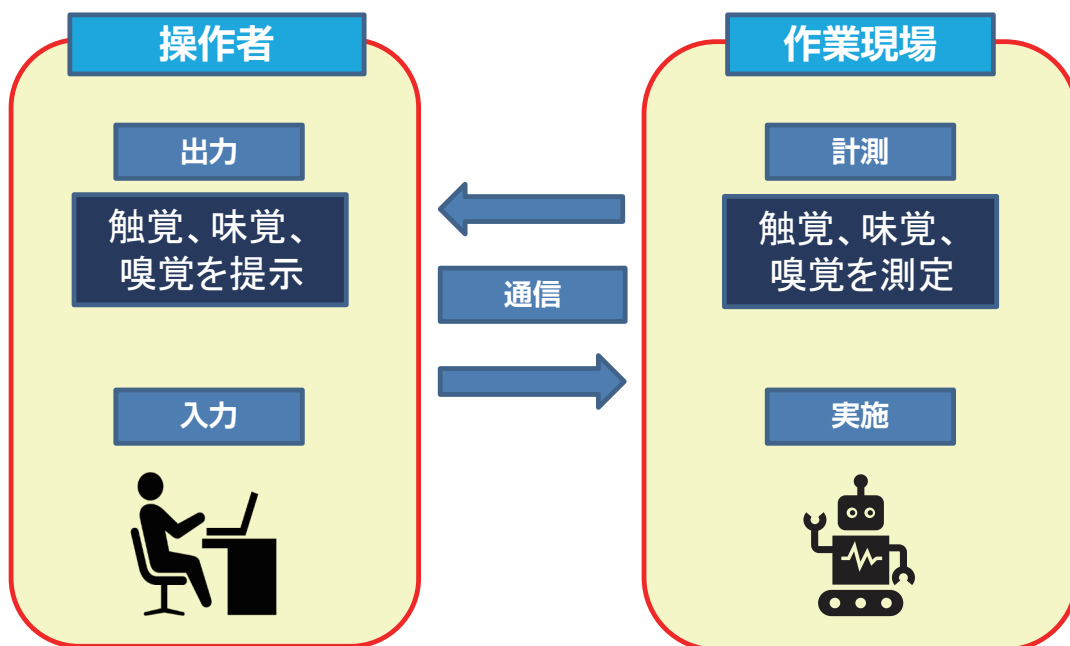 操作者
出力
触覚、味覚、
嗅覚を提示
入力
通信
作業現場
計測
触覚、味覚、
嗅覚を測定
実施